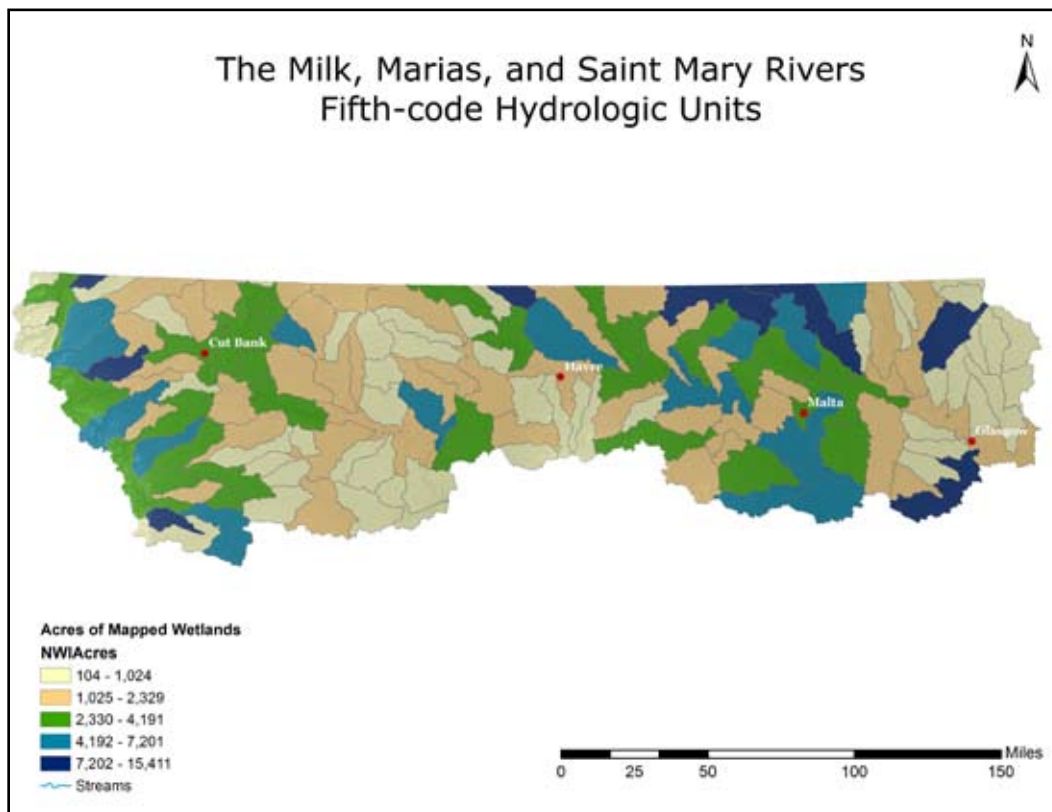 N
The Milk, Marias, and Saint Mary Rivers
Fifth-code Hydrologic Units
Cut Bank
Havre
Malta
Glasgow
Acres of Mapped Wetlands
NWIAcres
104 - 1,024
1,025 - 2,329
2,330 - 4,191
4,192 - 7,201
7,202 - 15,411
Streams
Miles
0 25 50 100 150